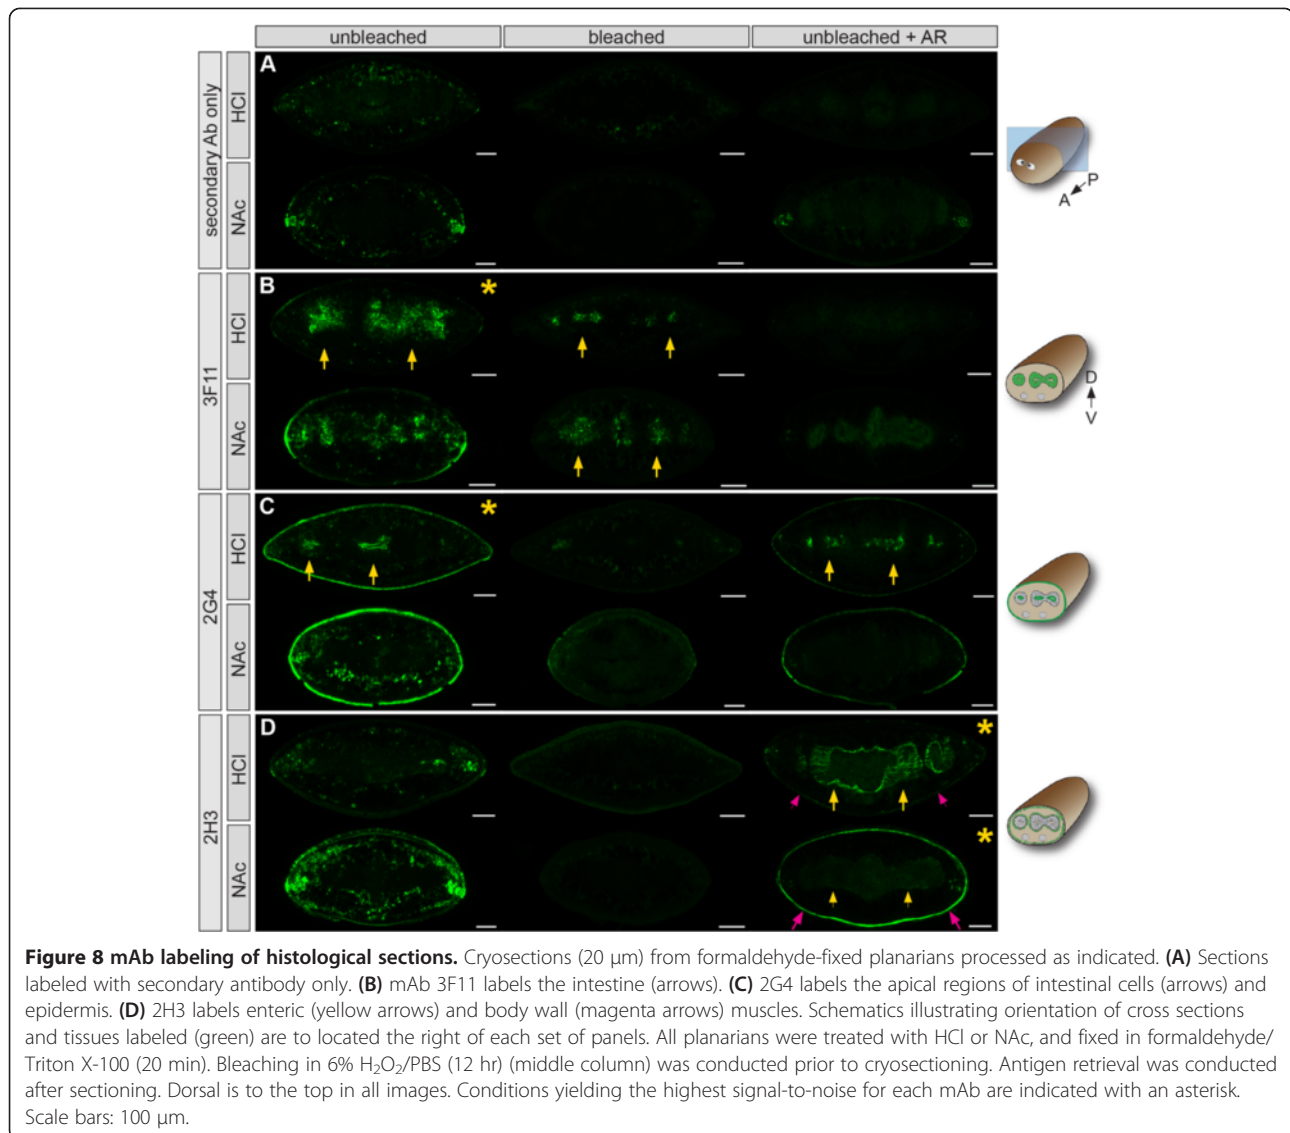 unbleached bleached unbleached + AR
secondary Ab only
HCl
A
NAc
A P
3F11
HCl
B *
NAc
D
V
2G4
HCl
C *
NAc
2H3
HCl
D *
NAc
*
Figure 8 mAb labeling of histological sections. Cryosections (20 μm) from formaldehyde-fixed planarians processed as indicated. (A) Sections
labeled with secondary antibody only. (B) mAb 3F11 labels the intestine (arrows). (C) 2G4 labels the apical regions of intestinal cells (arrows) and
epidermis. (D) 2H3 labels enteric (yellow arrows) and body wall (magenta arrows) muscles. Schematics illustrating orientation of cross sections
and tissues labeled (green) are to located the right of each set of panels. All planarians were treated with HCl or NAc, and fixed in formaldehyde/
Triton X-100 (20 min). Bleaching in 6% H₂O₂/PBS (12 hr) (middle column) was conducted prior to cryosectioning. Antigen retrieval was conducted
after sectioning. Dorsal is to the top in all images. Conditions yielding the highest signal-to-noise for each mAb are indicated with an asterisk.
Scale bars: 100 μm.